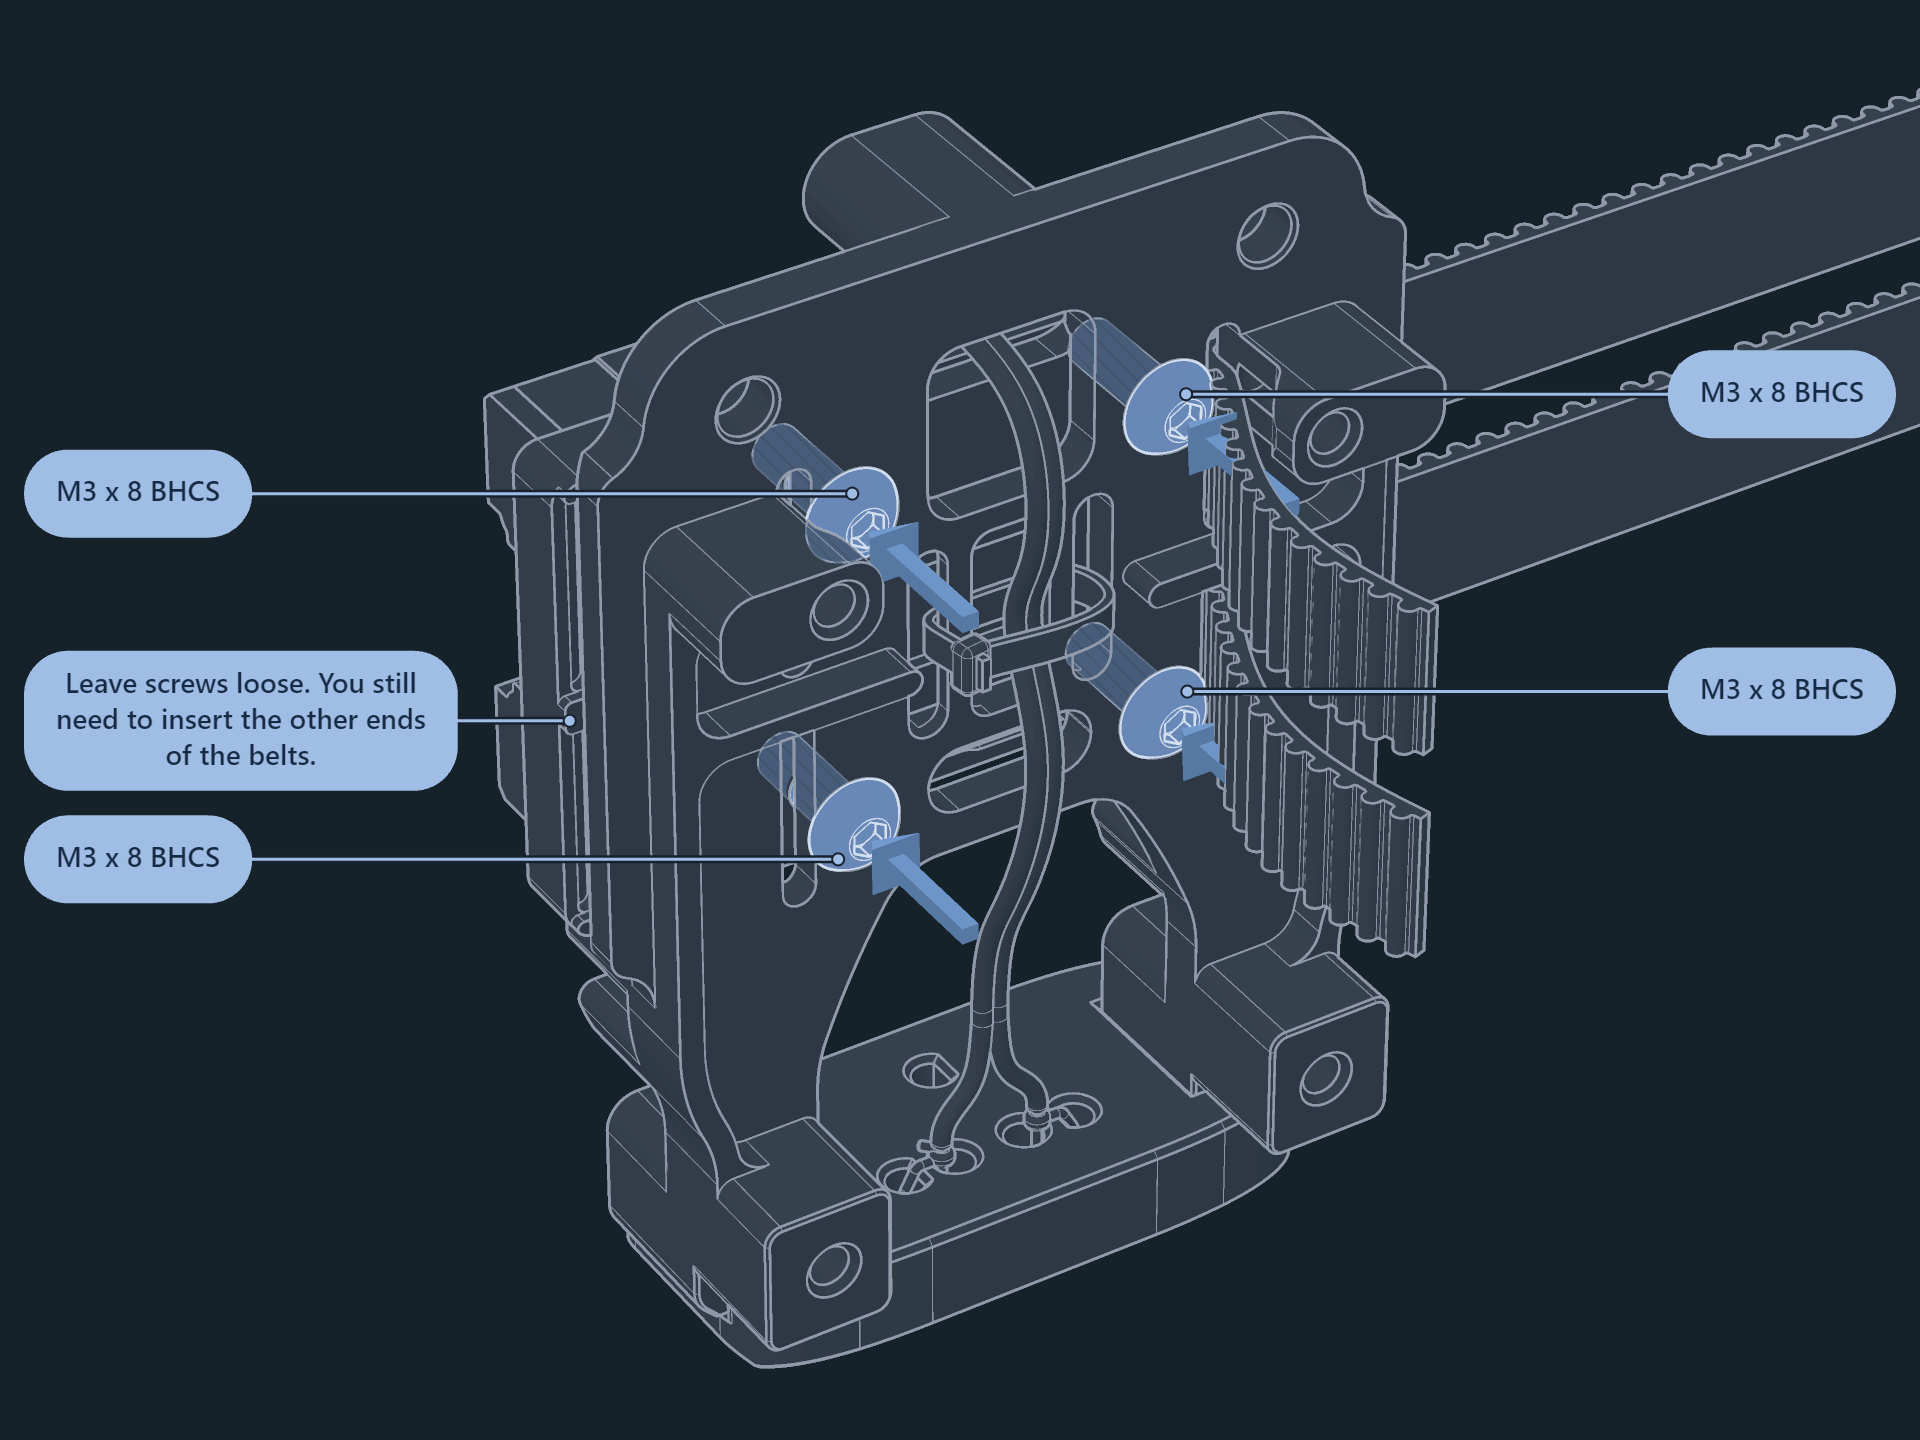 M3 x 8 BHCS
M3 x 8 BHCS
Leave screws loose. You still
need to insert the other ends
of the belts.
M3 x 8 BHCS
M3 x 8 BHCS